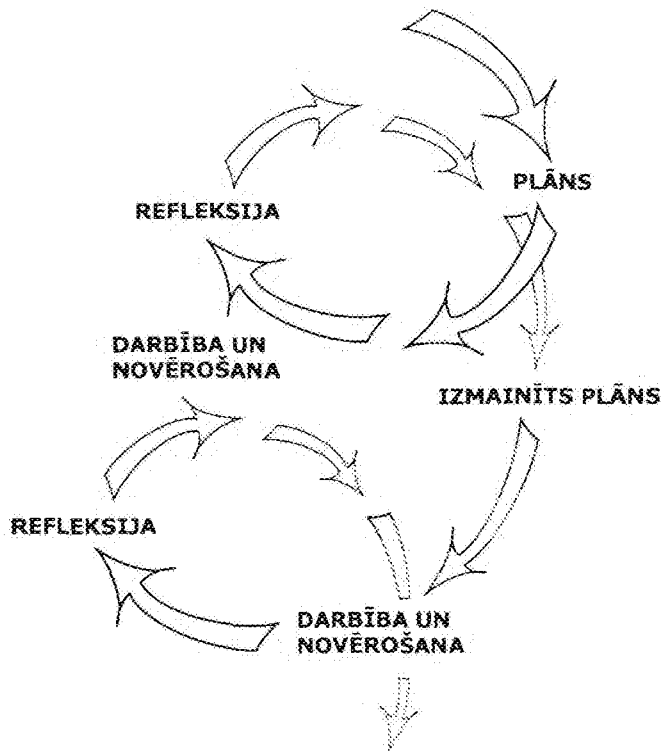 PLĀNS
REFLEKSIJA
DARBĪBA UN
NOVĒROŠANA
IZMAINĪTS PLĀNS
REFLEKSIJA
DARBĪBA UN
NOVĒROŠANA